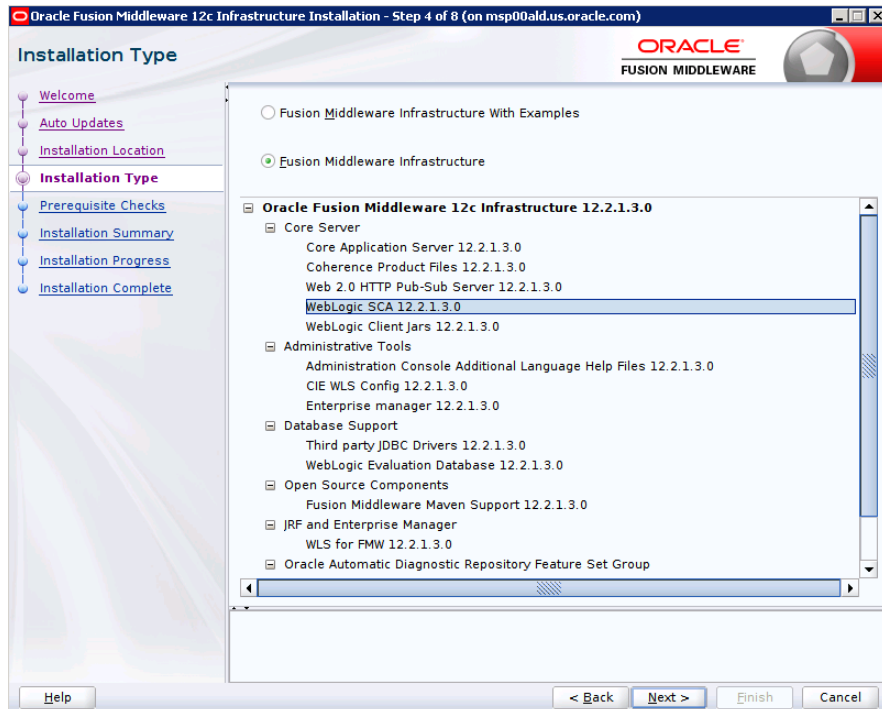 Oracle Fusion Middleware 12c Infrastructure Installation - Step 4 of 8 (on msp00ald.us.oracle.com)
Installation Type
ORACLE
FUSION MIDDLEWARE
Welcome
Auto Updates
Installation Location
Installation Type
Prerequisite Checks
Installation Summary
Installation Progress
Installation Complete
Fusion Middleware Infrastructure With Examples
Fusion Middleware Infrastructure
Oracle Fusion Middleware 12c Infrastructure 12.2.1.3.0
Core Server
Core Application Server 12.2.1.3.0
Coherence Product Files 12.2.1.3.0
Web 2.0 HTTP Pub-Sub Server 12.2.1.3.0
WebLogic SCA 12.2.1.3.0
WebLogic Client Jars 12.2.1.3.0
Administrative Tools
Administration Console Additional Language Help Files 12.2.1.3.0
CIE WLS Config 12.2.1.3.0
Enterprise manager 12.2.1.3.0
Database Support
Third party JDBC Drivers 12.2.1.3.0
WebLogic Evaluation Database 12.2.1.3.0
Open Source Components
Fusion Middleware Maven Support 12.2.1.3.0
JRF and Enterprise Manager
WLS for FMW 12.2.1.3.0
Oracle Automatic Diagnostic Repository Feature Set Group
Help
< Back
Next >
Finish
Cancel